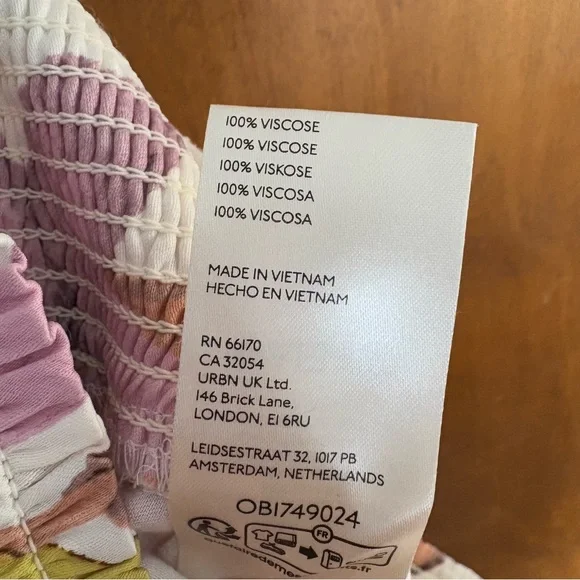 100% VISCOSE
100% VISCOSE
100% VISKOSE
100% VISCOSA
100% VISCOSA
MADE IN VIETNAM
HECHO EN VIETNAM
RN 66170
CA 32054
URBN UK Ltd.
146 Brick Lane,
LONDON, E1 6RU
LEIDSESTRAAT 32, 1017 PB
AMSTERDAM, NETHERLANDS
OB1749024
FR